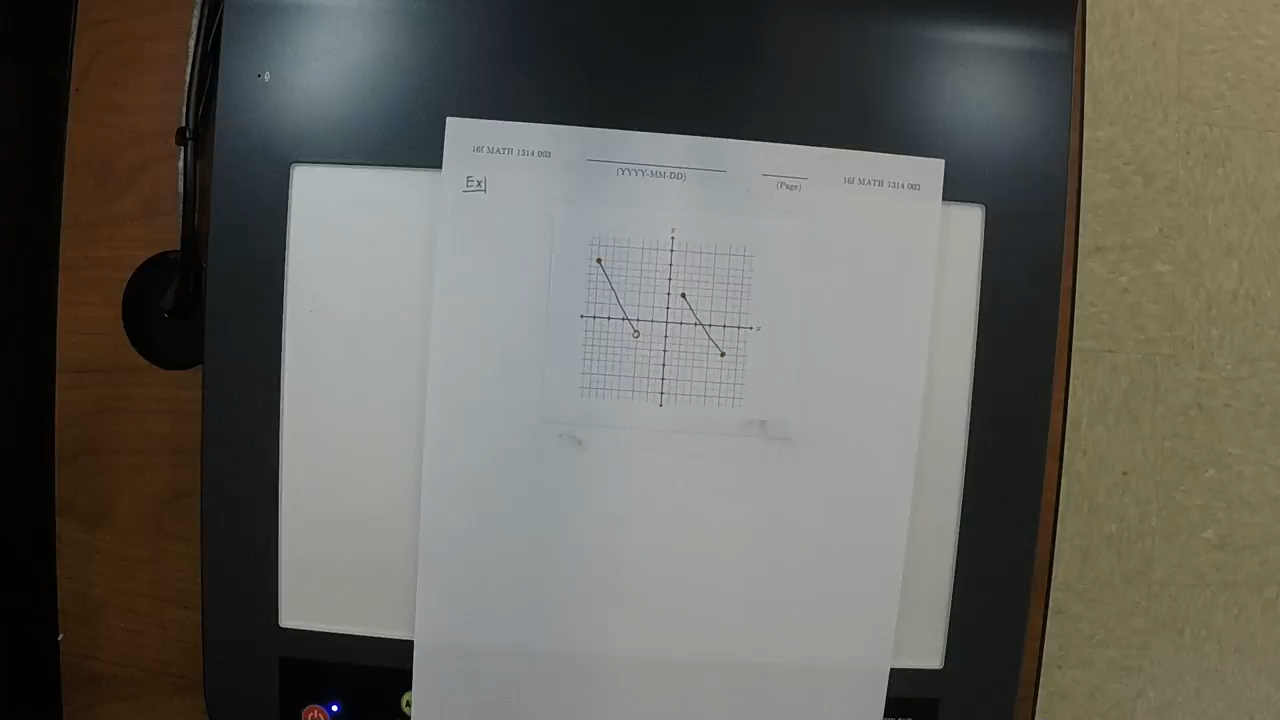 16f MATH 1314 003
(YYYY-MM-DD)
(Page)
16f MATH 1314 003
Ex
y
x